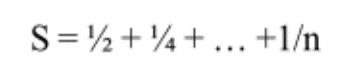 S = ½ + ¼ + … +1/n